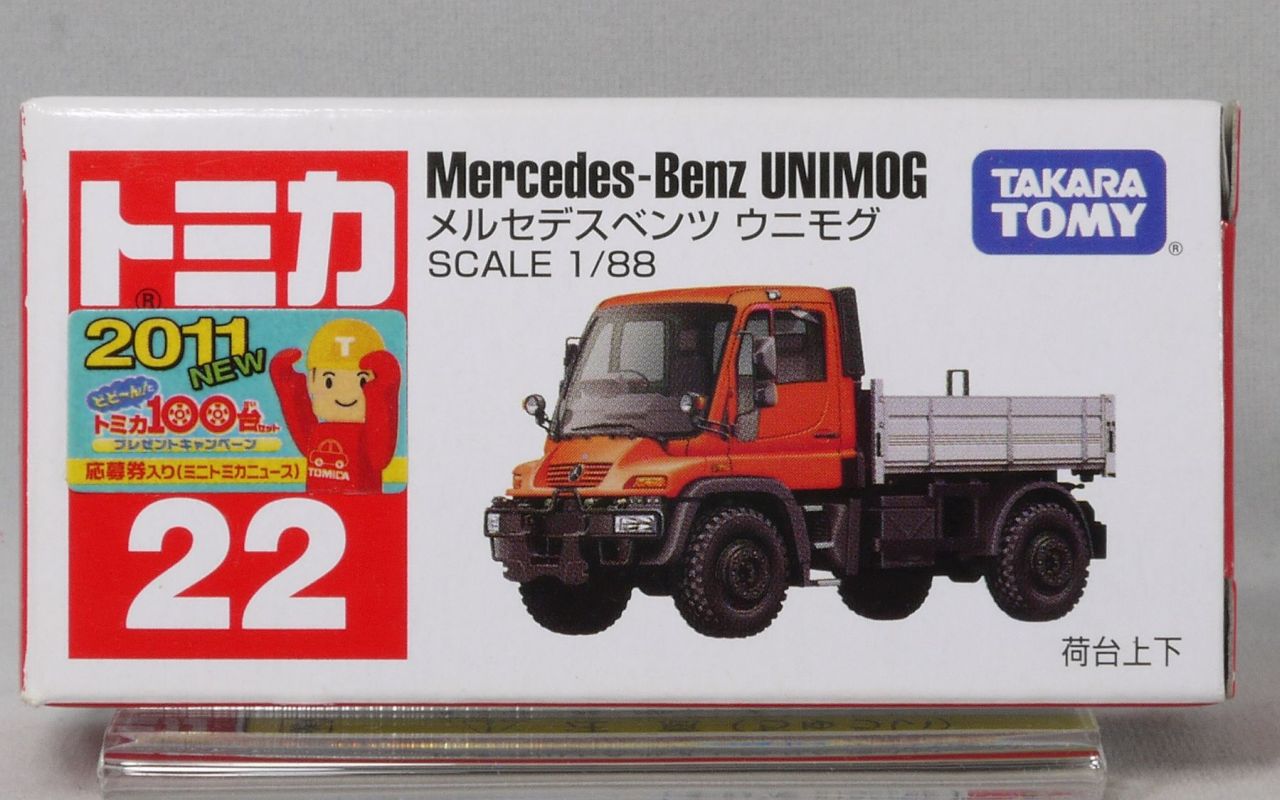 トミカ
®
2011
NEW
どど〜ん!と
トミカ100台セット
プレゼントキャンペーン
応募券入り(ミニトミカニュース)
T
TOMICA
22
Mercedes-Benz UNIMOG
メルセデスベンツ ウニモグ
SCALE 1/88
TAKARA
TOMY
®
荷台上下